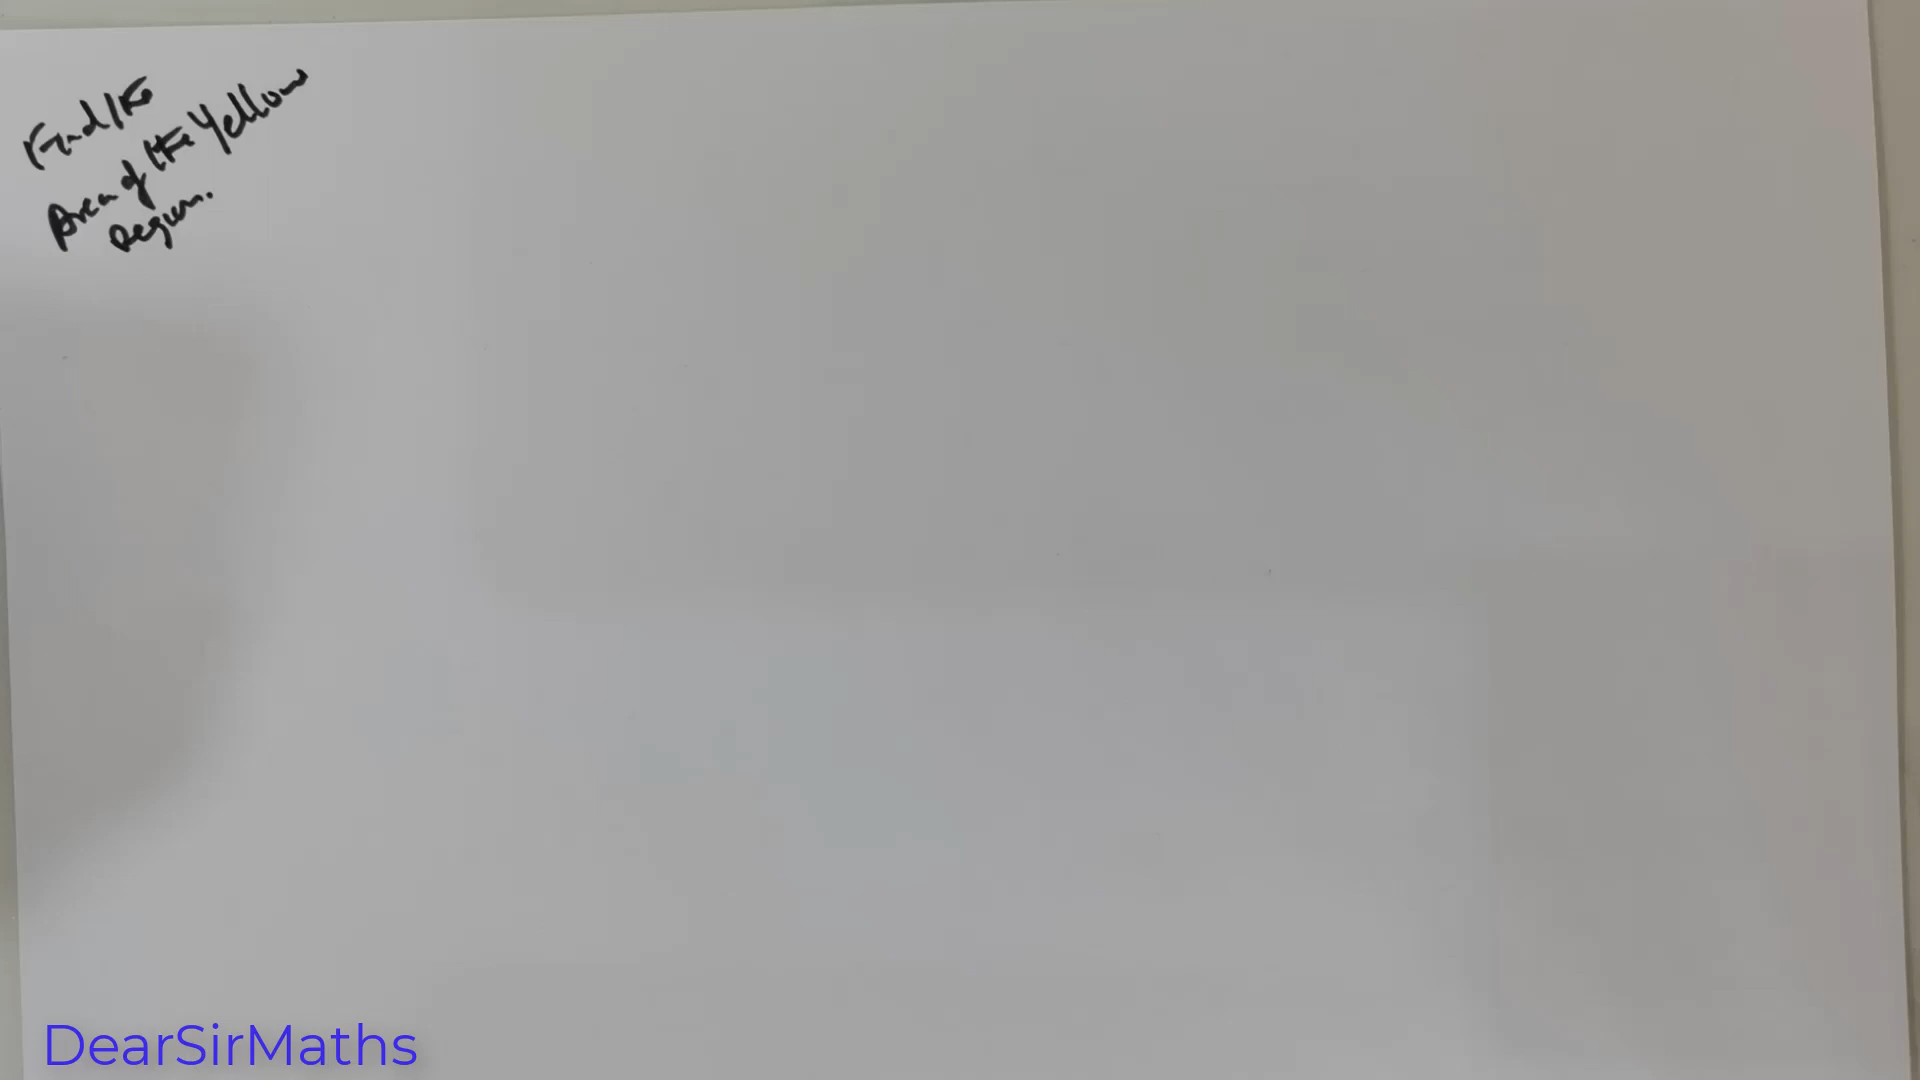 Find the
Area of the Yellow
Region.
DearSirMaths